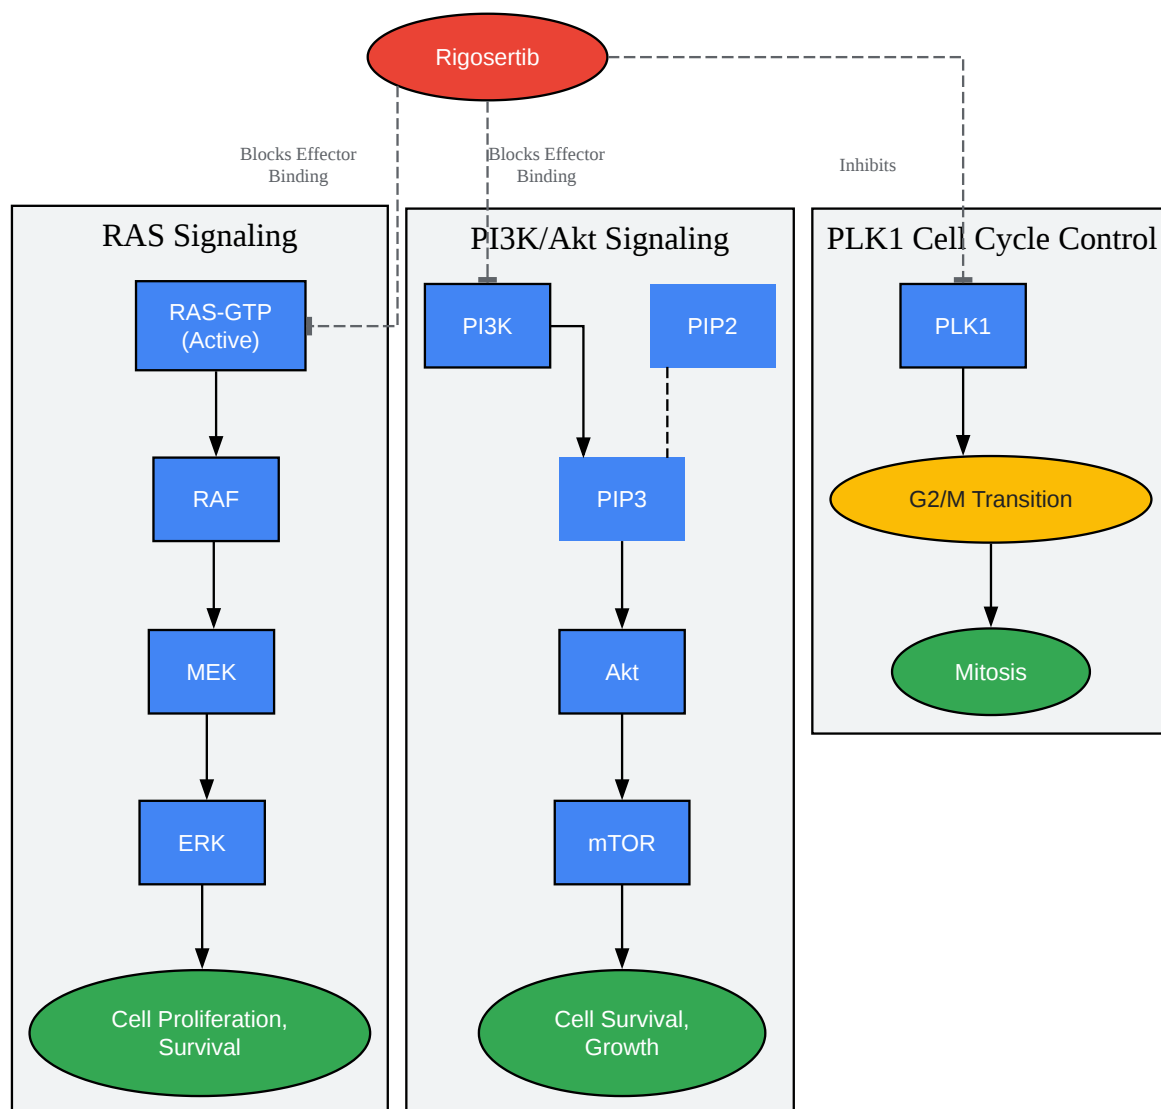 Rigosertib
Blocks Effector
Binding
Blocks Effector
Binding
Inhibits
RAS Signaling
RAS-GTP
(Active)
RAF
MEK
ERK
Cell Proliferation,
Survival
PI3K/Akt Signaling
PI3K
PIP2
PIP3
Akt
mTOR
Cell Survival,
Growth
PLK1 Cell Cycle Control
PLK1
G2/M Transition
Mitosis